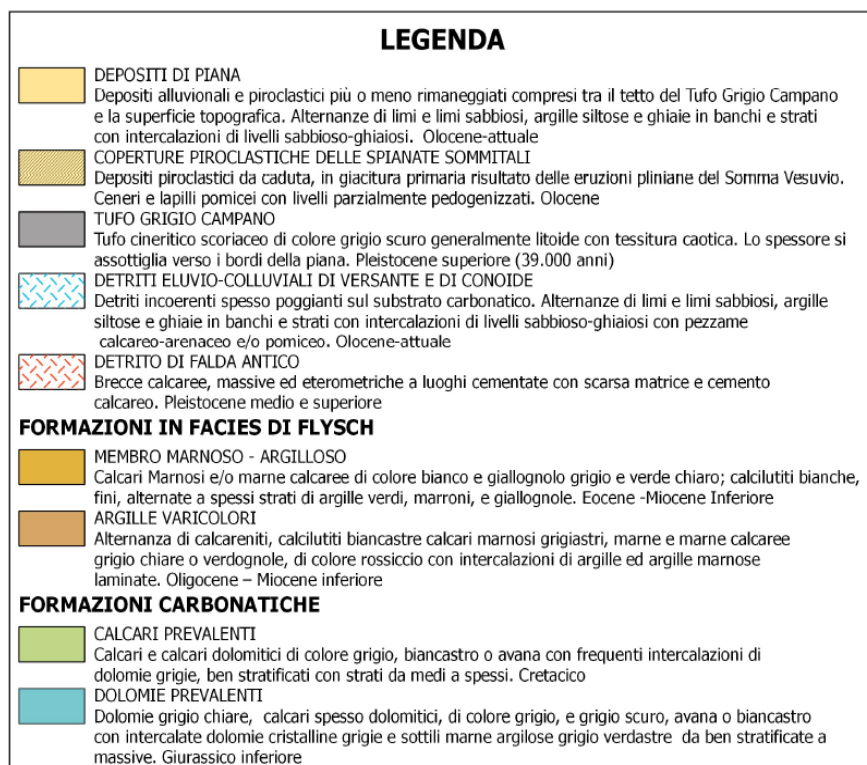 LEGENDA
DEPOSITI DI PIANA
Depositi alluvionali e piroclastici più o meno rimaneggiati compresi tra il tetto del Tufo Grigio Campano
e la superficie topografica. Alternanze di limi e limi sabbiosi, argille siltose e ghiaie in banchi e strati
con intercalazioni di livelli sabbioso-ghiaiosi. Olocene-attuale
COPERTURE PIROCLASTICHE DELLE SPIANATE SOMMITALI
Depositi piroclastici da caduta, in giacitura primaria risultato delle eruzioni pliniane del Somma Vesuvio.
Ceneri e lapilli pomicei con livelli parzialmente pedogenizzati. Olocene
TUFO GRIGIO CAMPANO
Tufo cineritico scoriaceo di colore grigio scuro generalmente litoide con tessitura caotica. Lo spessore si
assottiglia verso i bordi della piana. Pleistocene superiore (39.000 anni)
DETRITI ELUVIO-COLLUVIALI DI VERSANTE E DI CONOIDE
Detriti incoerenti spesso poggianti sul substrato carbonatico. Alternanze di limi e limi sabbiosi, argille
siltose e ghiaie in banchi e strati con intercalazioni di livelli sabbioso-ghiaiosi con pezzame
calcareo-arenaceo e/o pomiceo. Olocene-attuale
DETRITO DI FALDA ANTICO
Brecce calcaree, massive ed eterometriche a luoghi cementate con scarsa matrice e cemento
calcareo. Pleistocene medio e superiore
FORMAZIONI IN FACIES DI FLYSCH
MEMBRO MARNOSO - ARGILLOSO
Calcari Marnosi e/o marne calcaree di colore bianco e giallognolo grigio e verde chiaro; calcilutiti bianche,
fini, alternate a spessi strati di argille verdi, marroni, e giallognole. Eocene -Miocene Inferiore
ARGILLE VARICOLORI
Alternanza di calcareniti, calcilutiti biancastre calcari marnosi grigiastri, marne e marne calcaree
grigio chiare o verdognole, di colore rossiccio con intercalazioni di argille ed argille marnose
laminate. Oligocene – Miocene inferiore
FORMAZIONI CARBONATICHE
CALCARI PREVALENTI
Calcari e calcari dolomitici di colore grigio, biancastro o avana con frequenti intercalazioni di
dolomie grigie, ben stratificati con strati da medi a spessi. Cretacico
DOLOMIE PREVALENTI
Dolomie grigio chiare, calcari spesso dolomitici, di colore grigio, e grigio scuro, avana o biancastro
con intercalate dolomie cristalline grigie e sottili marne argilose grigio verdastre da ben stratificate a
massive. Giurassico inferiore